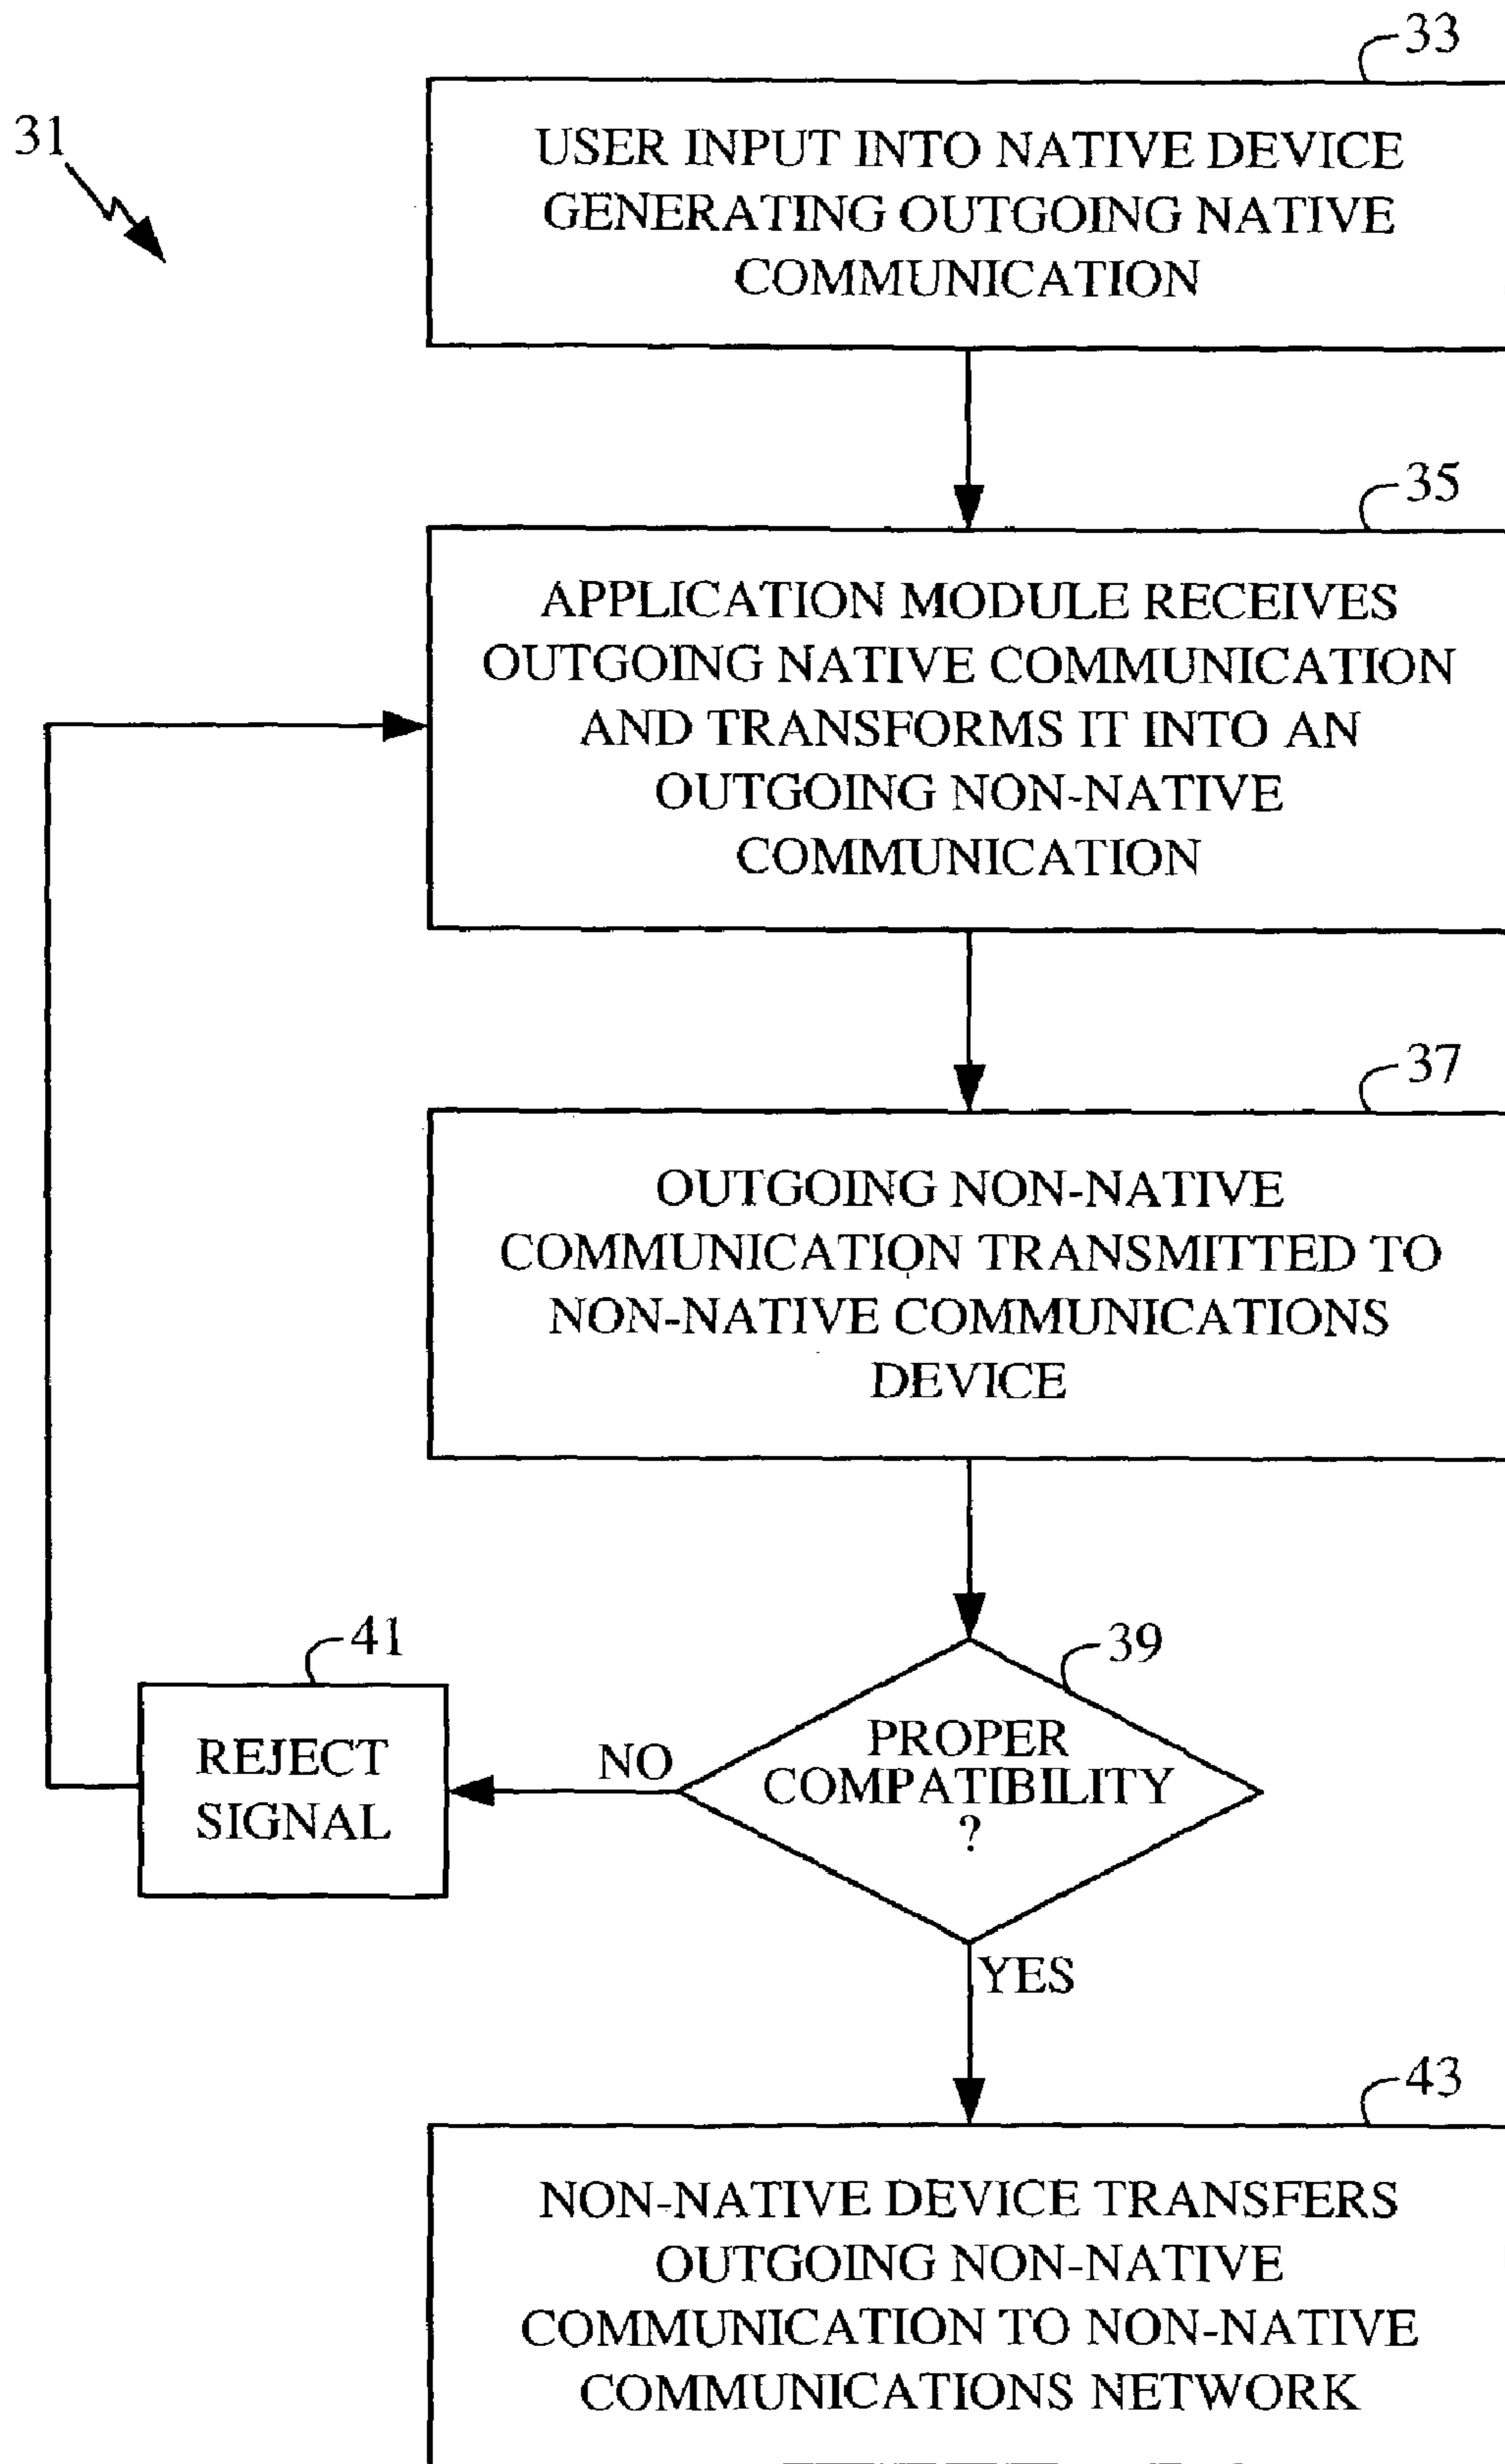 33
31
USER INPUT INTO NATIVE DEVICE
GENERATING OUTGOING NATIVE
COMMUNICATION
35
APPLICATION MODULE RECEIVES
OUTGOING NATIVE COMMUNICATION
AND TRANSFORMS IT INTO AN
OUTGOING NON-NATIVE
COMMUNICATION
37
OUTGOING NON-NATIVE
COMMUNICATION TRANSMITTED TO
NON-NATIVE COMMUNICATIONS
DEVICE
41
39
REJECT
SIGNAL
NO
PROPER
COMPATIBILITY
?
YES
43
NON-NATIVE DEVICE TRANSFERS
OUTGOING NON-NATIVE
COMMUNICATION TO NON-NATIVE
COMMUNICATIONS NETWORK